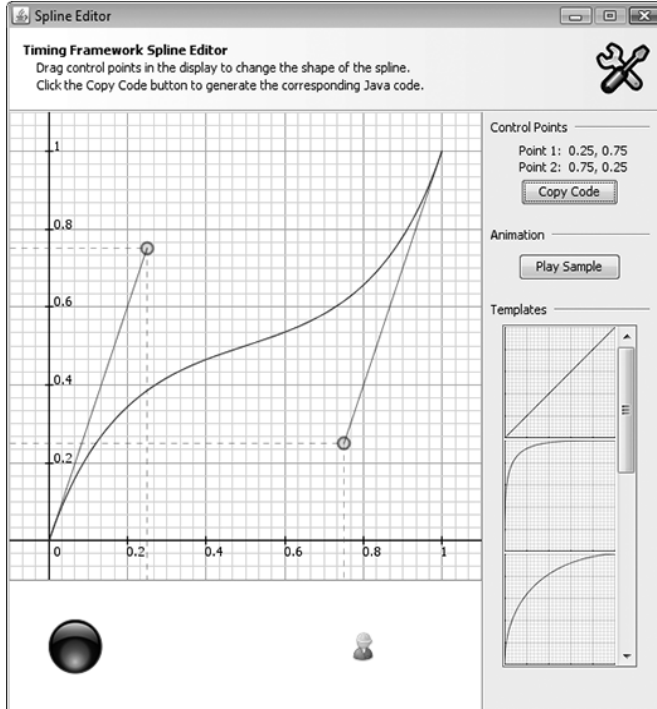 Spline Editor
Timing Framework Spline Editor
Drag control points in the display to change the shape of the spline.
Click the Copy Code button to generate the corresponding Java code.
1
0.8
0.6
0.4
0.2
0 0.2 0.4 0.6 0.8 1
Control Points
Point 1: 0.25, 0.75
Point 2: 0.75, 0.25
Copy Code
Animation
Play Sample
Templates